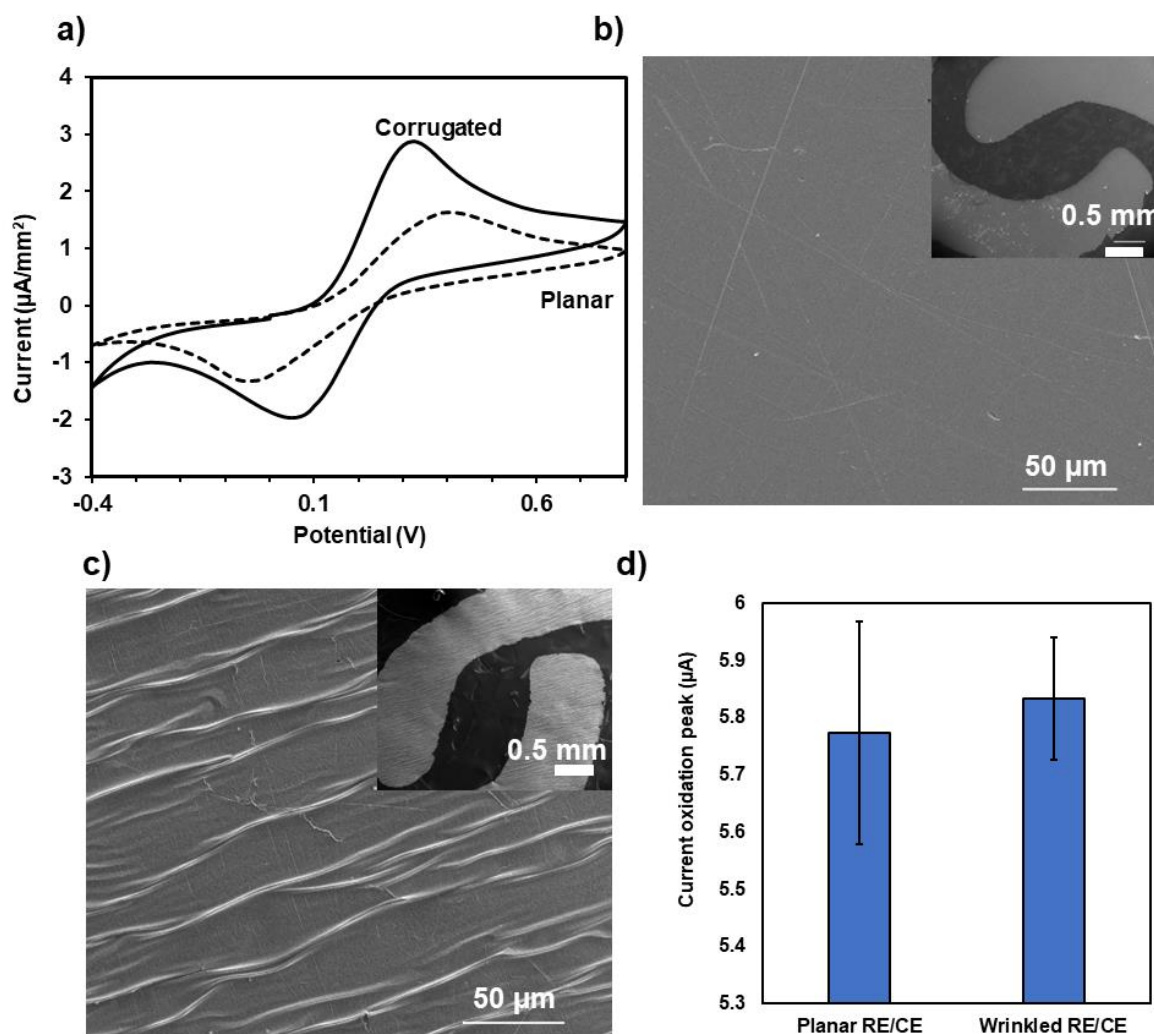 a)
4
3
2
1
0
-1
-2
-3
Current (µA/mm²)
Corrugated
Planar
-0.4
0.1
0.6
Potential (V)
b)
0.5 mm
50 µm
c)
0.5 mm
50 µm
d)
6
5.9
5.8
5.7
5.6
5.5
5.4
5.3
Current oxidation peak (µA)
Planar RE/CE
Wrinkled RE/CE